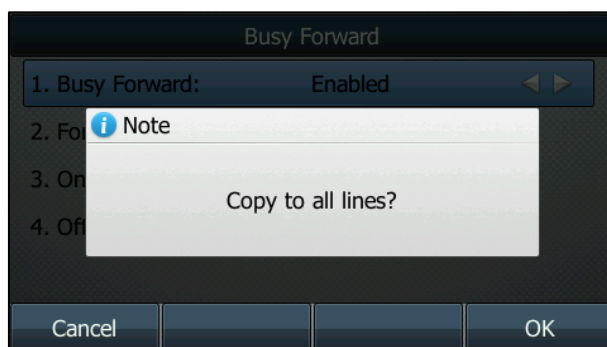 Busy Forward
1. Busy Forward: Enabled
2. For
Note
3. On
Copy to all lines?
4. Off
Cancel OK